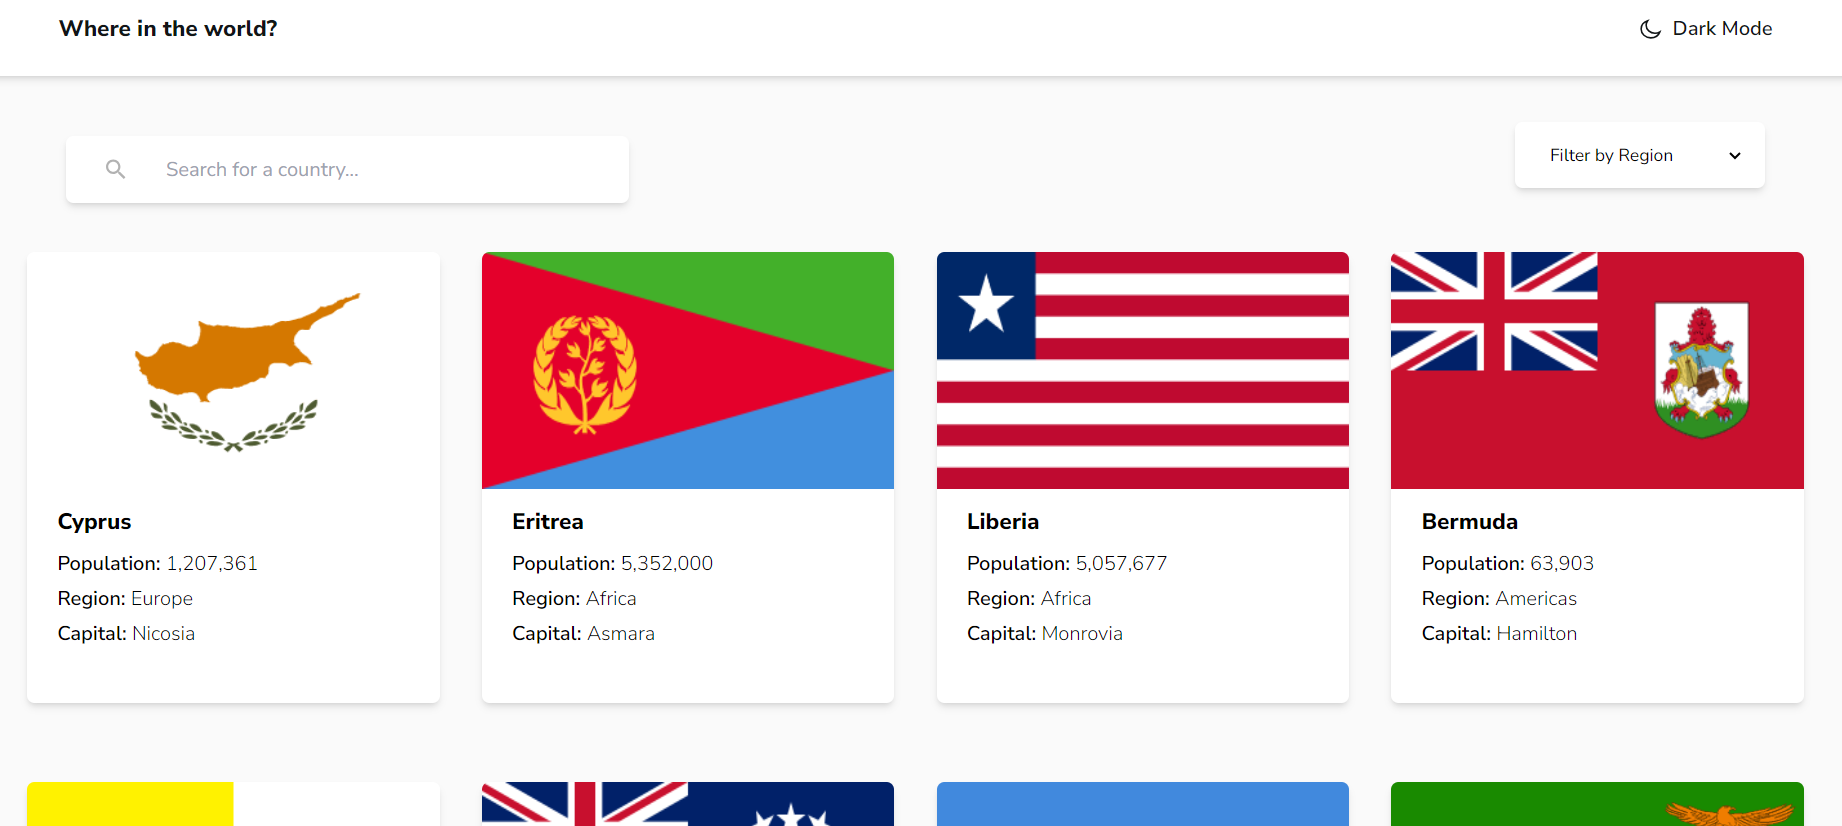 Where in the world?
Dark Mode
Search for a country...
Filter by Region
Cyprus
Population: 1,207,361
Region: Europe
Capital: Nicosia
Eritrea
Population: 5,352,000
Region: Africa
Capital: Asmara
Liberia
Population: 5,057,677
Region: Africa
Capital: Monrovia
Bermuda
Population: 63,903
Region: Americas
Capital: Hamilton